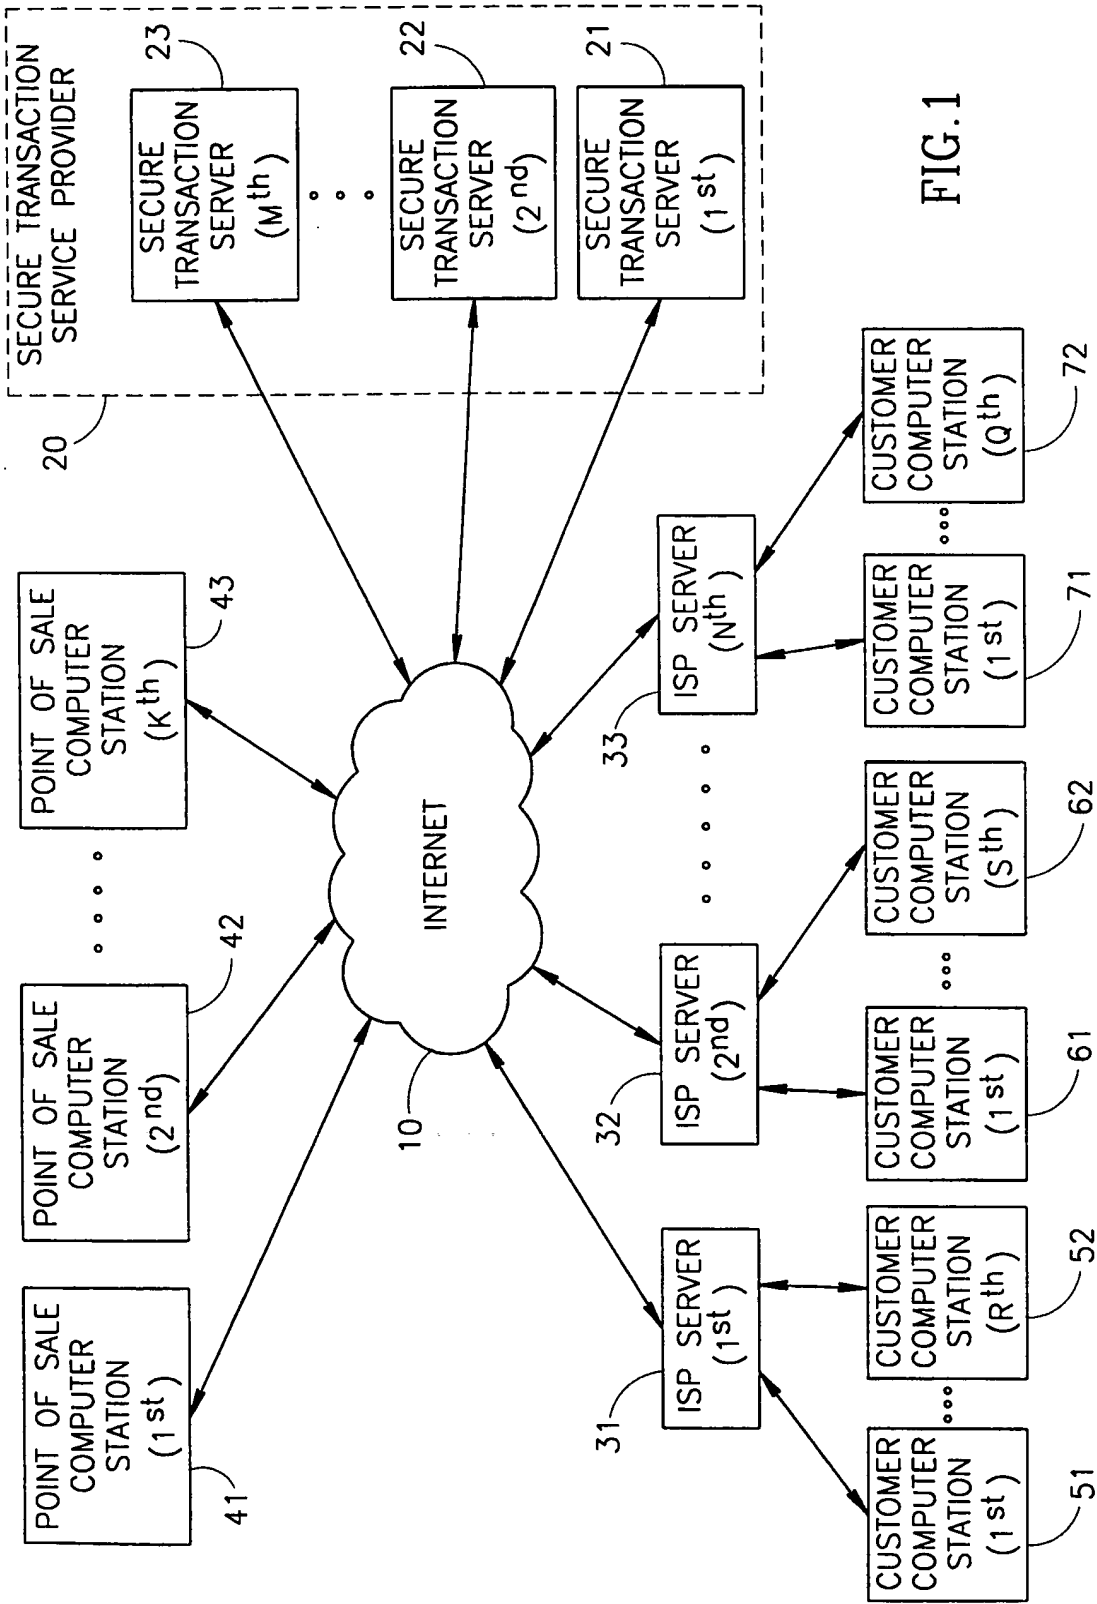 POINT OF SALE
COMPUTER
STATION
(1st)
41
POINT OF SALE
COMPUTER
STATION
(2nd)
42
POINT OF SALE
COMPUTER
STATION
(Kth)
43
20
SECURE TRANSACTION
SERVICE PROVIDER
SECURE
TRANSACTION
SERVER
(Mth)
23
SECURE
TRANSACTION
SERVER
(2nd)
22
SECURE
TRANSACTION
SERVER
(1st)
21
INTERNET
10
ISP SERVER
(1st)
31
ISP SERVER
(2nd)
32
ISP SERVER
(Nth)
33
CUSTOMER
COMPUTER
STATION
(1st)
51
CUSTOMER
COMPUTER
STATION
(Rth)
52
CUSTOMER
COMPUTER
STATION
(1st)
61
CUSTOMER
COMPUTER
STATION
(Sth)
62
CUSTOMER
COMPUTER
STATION
(1st)
71
CUSTOMER
COMPUTER
STATION
(Qth)
72
FIG.1